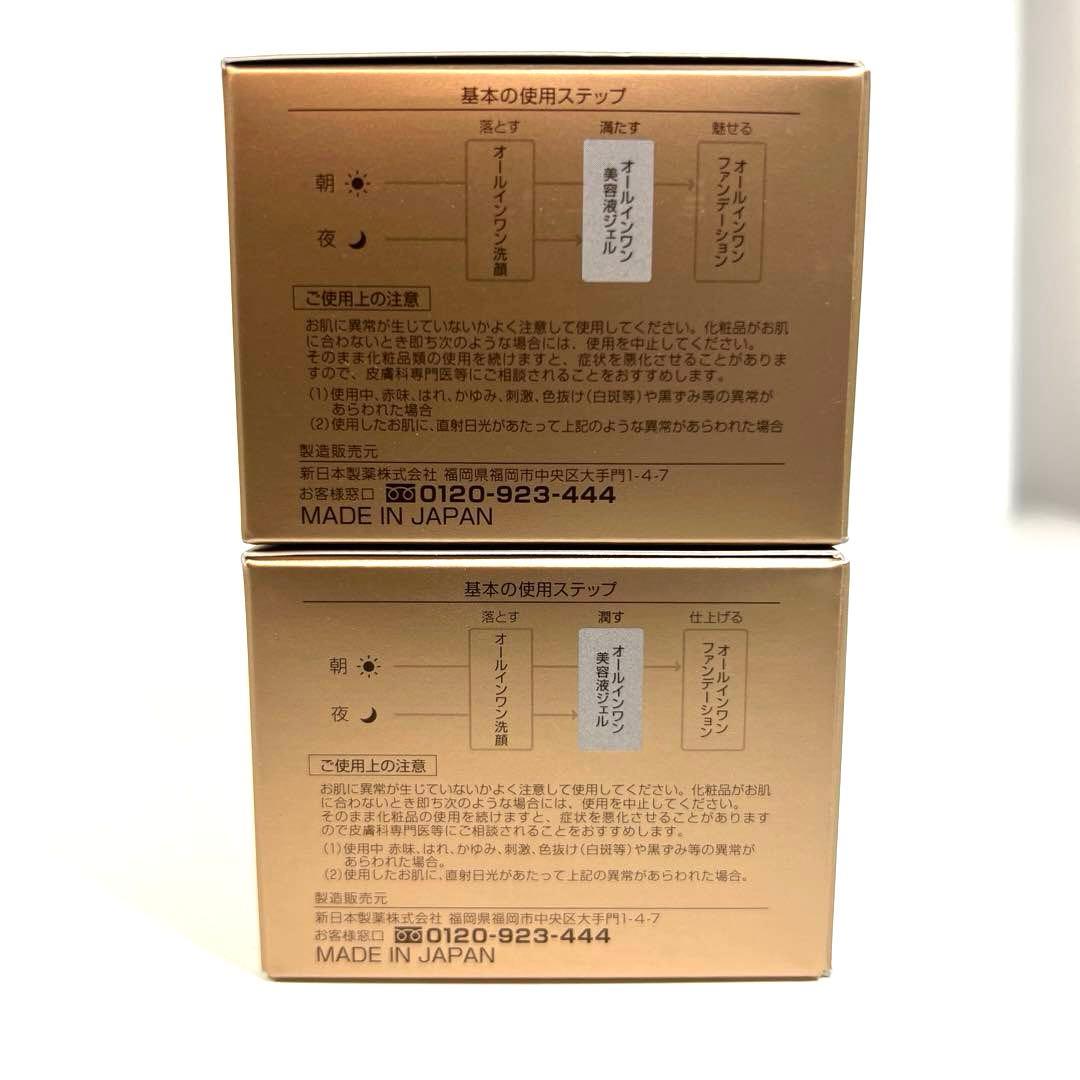 基本の使用ステップ
落とす 満たす 魅せる
オールインワン洗顔
オールインワン
美容液ジェル
オールインワン
ファンデーション
朝
夜
ご使用上の注意
お肌に異常が生じていないかよく注意して使用してください。化粧品がお肌
に合わないとき即ち次のような場合には、使用を中止してください。
そのまま化粧品類の使用を続けますと、症状を悪化させることがありま
すので、皮膚科専門医等にご相談されることをおすすめします。
(1)使用中、赤味、はれ、かゆみ、刺激、色抜け(白斑等)や黒ずみ等の異常が
あらわれた場合
(2)使用したお肌に、直射日光があたって上記のような異常があらわれた場合
製造販売元
新日本製薬株式会社 福岡県福岡市中央区大手門1-4-7
お客様窓口 0120-923-444
MADE IN JAPAN
基本の使用ステップ
落とす 潤す 仕上げる
オールインワン洗顔
オールインワン
美容液ジェル
オールインワン
ファンデーション
朝
夜
ご使用上の注意
お肌に異常が生じていないかよく注意して使用してください。化粧品がお肌
に合わないとき即ち次のような場合には、使用を中止してください。
そのまま化粧品の使用を続けますと、症状を悪化させることがあります
ので皮膚科専門医等にご相談されることをおすすめします。
(1)使用中 赤味、はれ、かゆみ、刺激、色抜け(白斑等)や黒ずみ等の異常が
あらわれた場合。
(2)使用したお肌に、直射日光があたって上記の異常があらわれた場合。
製造販売元
新日本製薬株式会社 福岡県福岡市中央区大手門1-4-7
お客様窓口 0120-923-444
MADE IN JAPAN